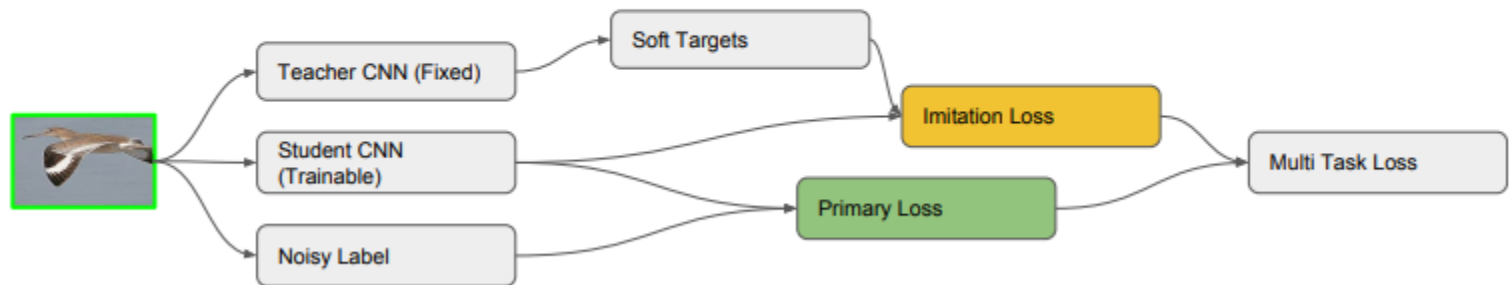 Soft Targets
Teacher CNN (Fixed)
Imitation Loss
Student CNN
(Trainable)
Multi Task Loss
Primary Loss
Noisy Label